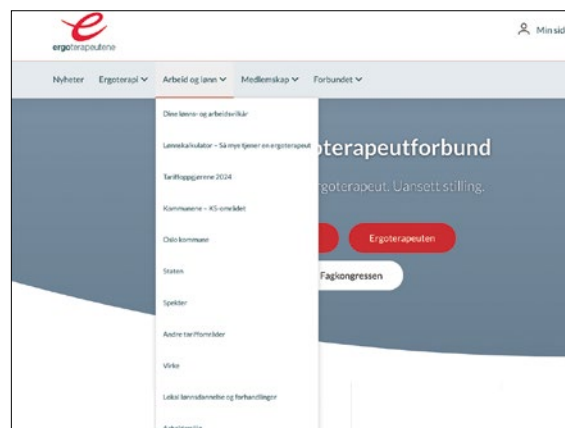 ergoterapeutene
Min sid
Nyheter Ergoterapi Arbeid og lønn Medlemskap Forbundet
Dine lønns- og arbeidsvilkår
Lønnskalkulator – Så mye tjener en ergoterapeut
oterapeutforbund
Tariffoppgjørene 2024
rgoterapeut. Uansett stilling.
Kommunene – KS-området
Oslo kommune
Ergoterapeuten
Staten
Fagkongressen
Spekter
Andre tariffområder
Virke
Lokal lønnsdannelse og forhandlinger